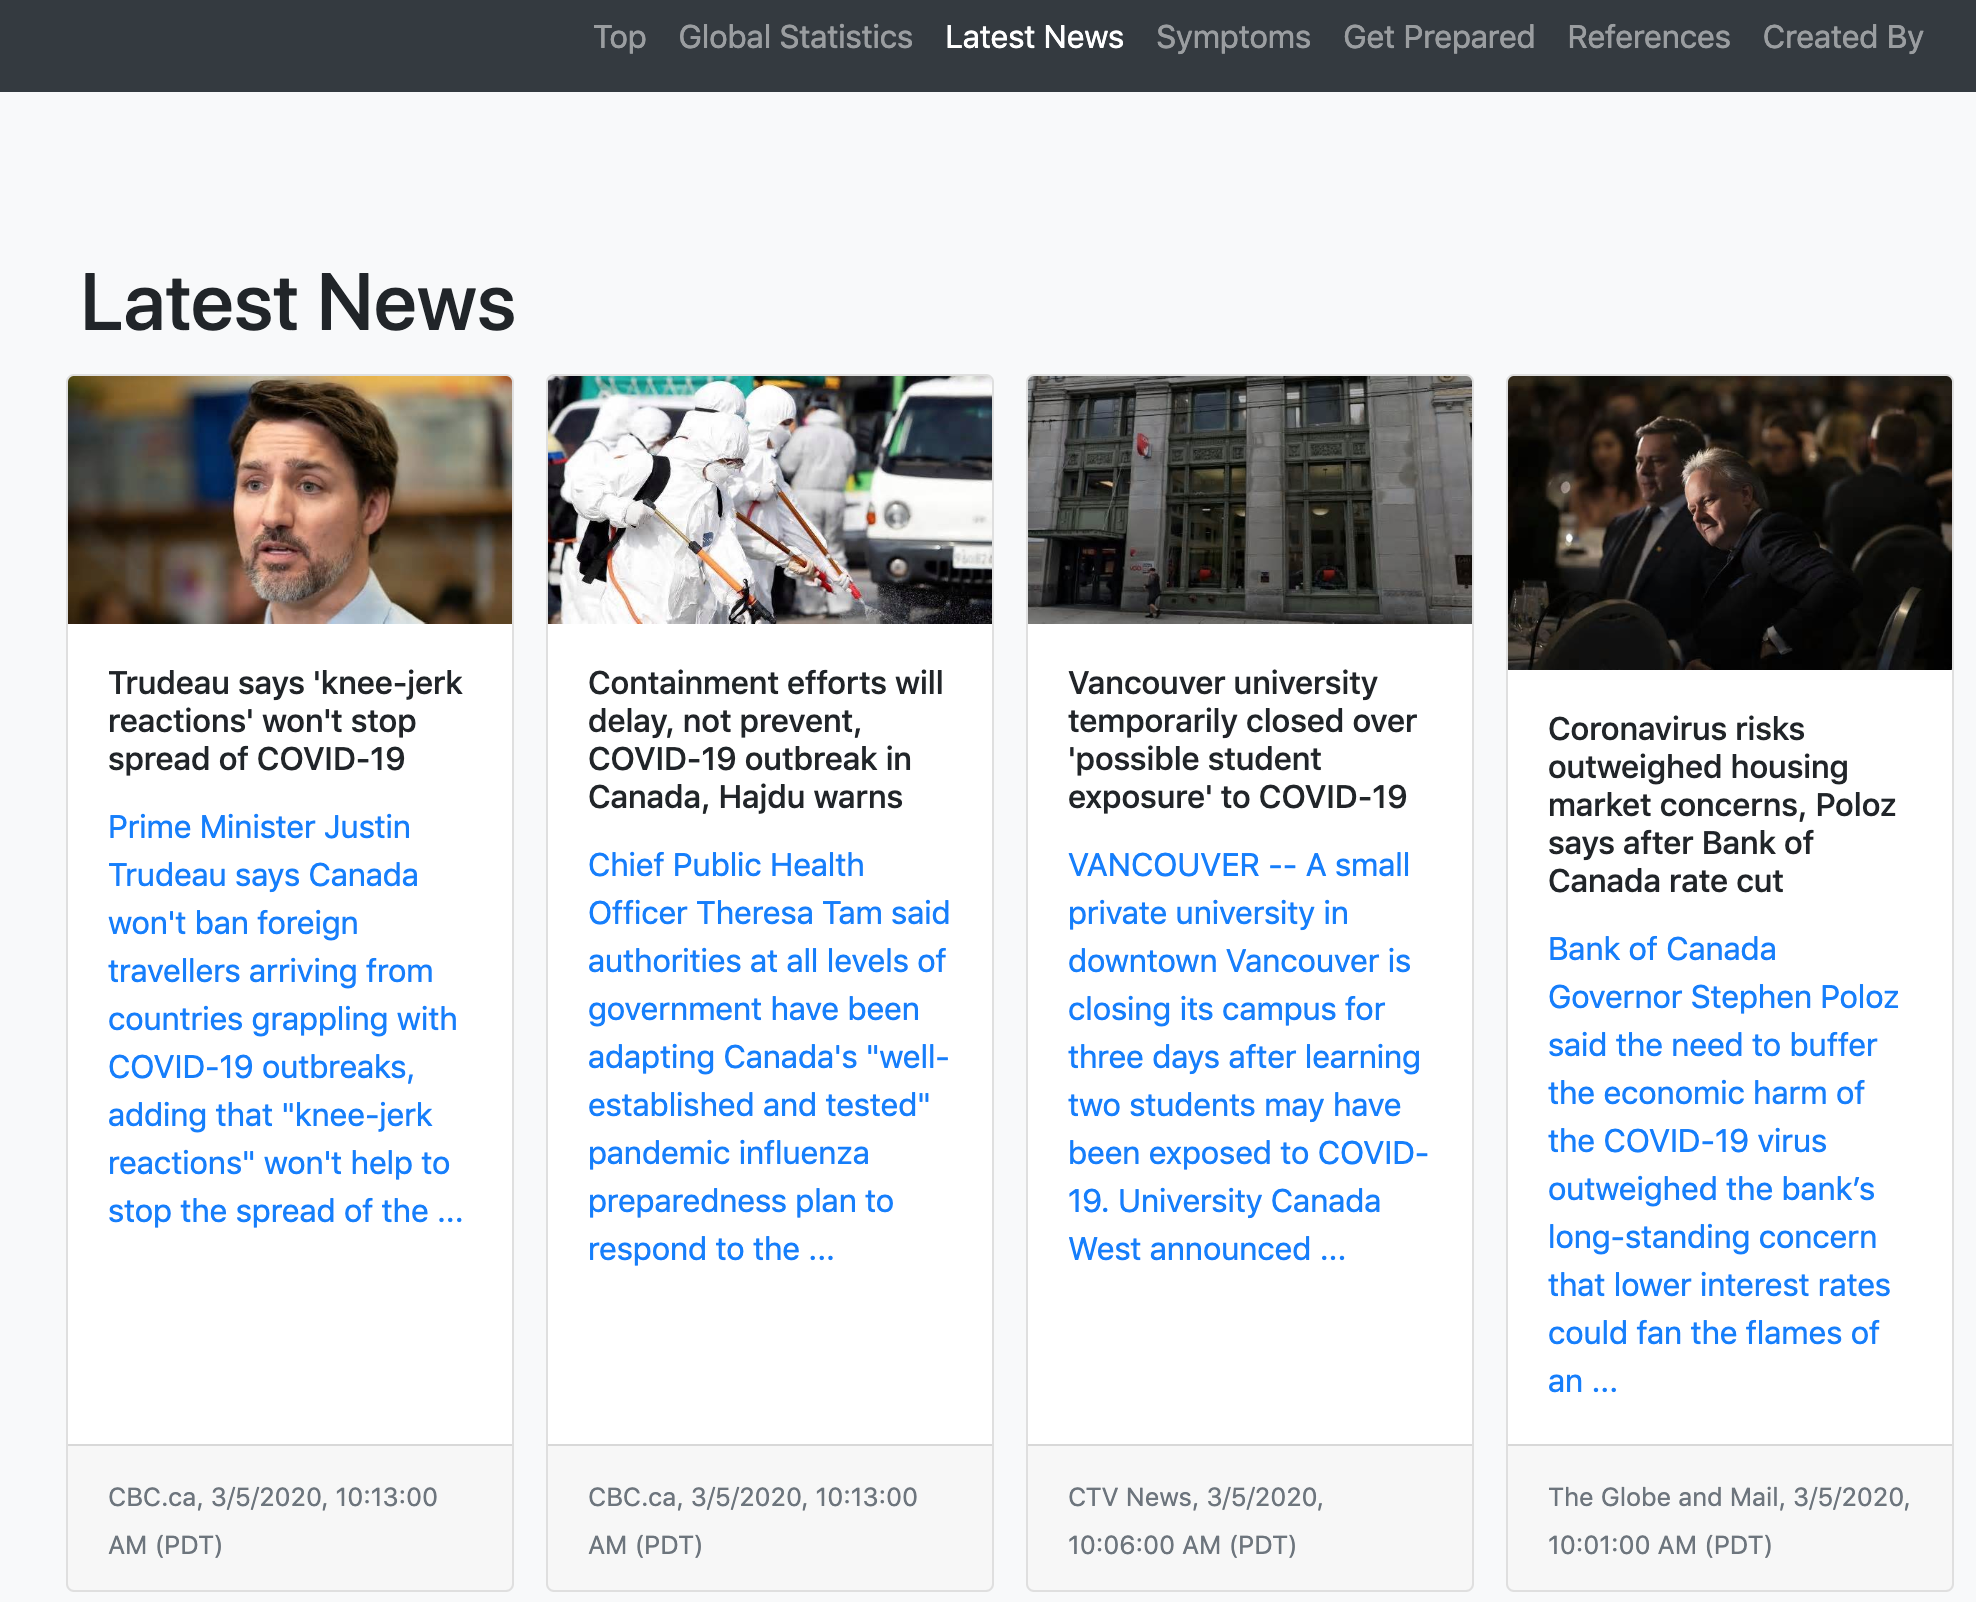 Top Global Statistics Latest News Symptoms Get Prepared References Created By
Latest News
Trudeau says 'knee-jerk
reactions' won't stop
spread of COVID-19
Prime Minister Justin
Trudeau says Canada
won't ban foreign
travellers arriving from
countries grappling with
COVID-19 outbreaks,
adding that "knee-jerk
reactions" won't help to
stop the spread of the ...
CBC.ca, 3/5/2020, 10:13:00
AM (PDT)
Containment efforts will
delay, not prevent,
COVID-19 outbreak in
Canada, Hajdu warns
Chief Public Health
Officer Theresa Tam said
authorities at all levels of
government have been
adapting Canada's "well-
established and tested"
pandemic influenza
preparedness plan to
respond to the ...
CBC.ca, 3/5/2020, 10:13:00
AM (PDT)
Vancouver university
temporarily closed over
'possible student
exposure' to COVID-19
VANCOUVER -- A small
private university in
downtown Vancouver is
closing its campus for
three days after learning
two students may have
been exposed to COVID-
19. University Canada
West announced ...
CTV News, 3/5/2020,
10:06:00 AM (PDT)
Coronavirus risks
outweighed housing
market concerns, Poloz
says after Bank of
Canada rate cut
Bank of Canada
Governor Stephen Poloz
said the need to buffer
the economic harm of
the COVID-19 virus
outweighed the bank’s
long-standing concern
that lower interest rates
could fan the flames of
an ...
The Globe and Mail, 3/5/2020,
10:01:00 AM (PDT)